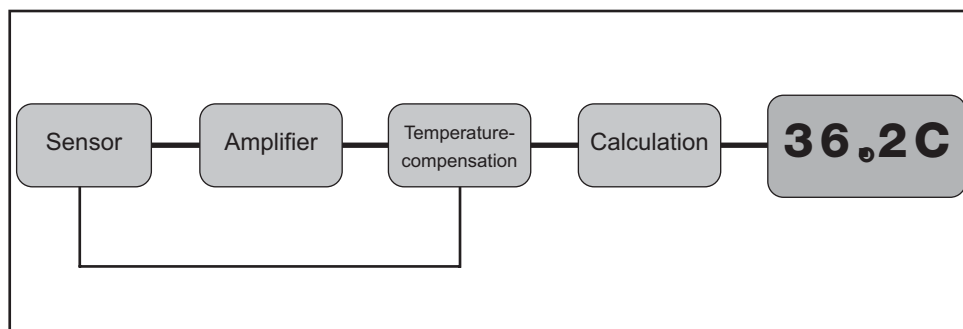 Sensor
Amplifier
Temperature-
compensation
Calculation
36.2C